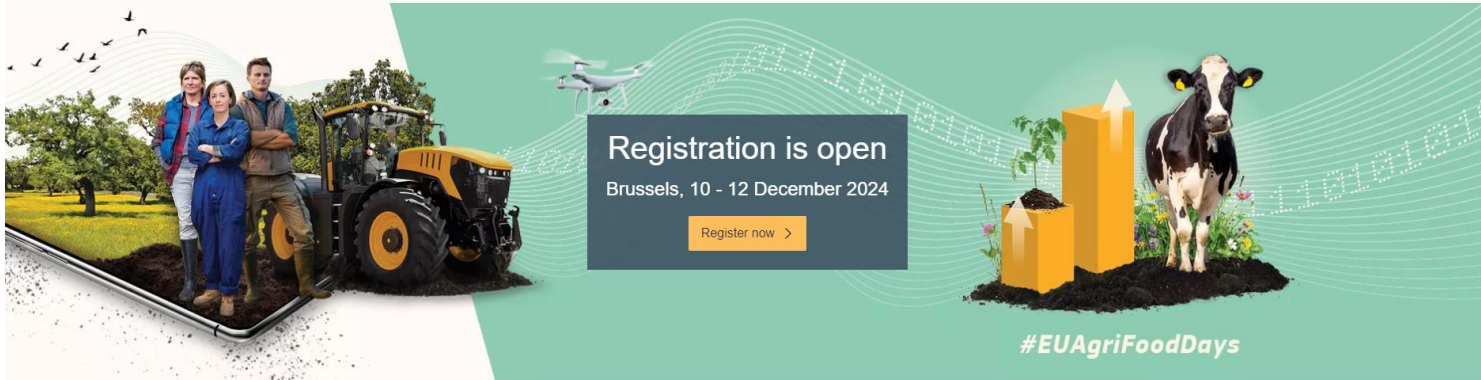 Registration is open
Brussels, 10 - 12 December 2024
Register now
#EUAgriFoodDays